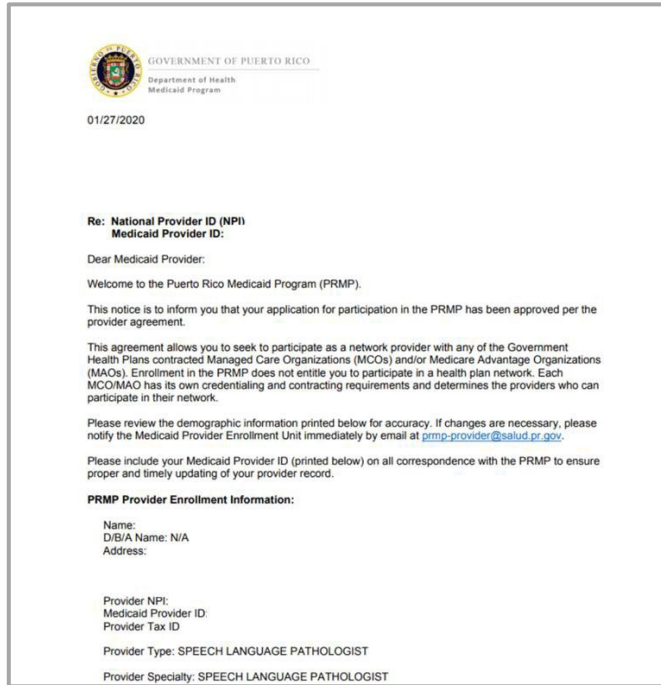 GOVERNMENT OF PUERTO RICO
Department of Health
Medicaid Program
01/27/2020
Re: National Provider ID (NPI)
Medicaid Provider ID:
Dear Medicaid Provider:
Welcome to the Puerto Rico Medicaid Program (PRMP).
This notice is to inform you that your application for participation in the PRMP has been approved per the
provider agreement.
This agreement allows you to seek to participate as a network provider with any of the Government
Health Plans contracted Managed Care Organizations (MCOs) and/or Medicare Advantage Organizations
(MAOs). Enrollment in the PRMP does not entitle you to participate in a health plan network. Each
MCO/MAO has its own credentialing and contracting requirements and determines the providers who can
participate in their network.
Please review the demographic information printed below for accuracy. If changes are necessary, please
notify the Medicaid Provider Enrollment Unit immediately by email at prmp-provider@salud.pr.gov.
Please include your Medicaid Provider ID (printed below) on all correspondence with the PRMP to ensure
proper and timely updating of your provider record.
PRMP Provider Enrollment Information:
Name:
D/B/A Name: N/A
Address:
Provider NPI:
Medicaid Provider ID:
Provider Tax ID
Provider Type: SPEECH LANGUAGE PATHOLOGIST
Provider Specialty: SPEECH LANGUAGE PATHOLOGIST